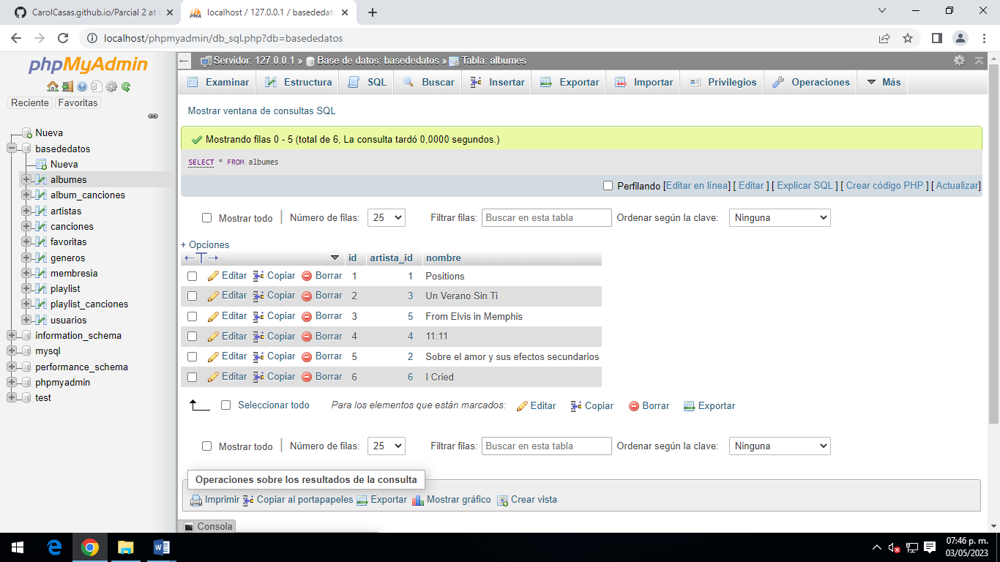 CarolCasas.github.io/Parcial 2 at
localhost / 127.0.0.1 / basededato
localhost/phpmyadmin/db_sql.php?db=basededatos
phpMyAdmin
Reciente Favoritas
Nueva
basededatos
Nueva
albumes
album_canciones
artistas
canciones
favoritas
generos
membresia
playlist
playlist_canciones
usuarios
information_schema
mysql
performance_schema
phpmyadmin
test
Servidor: 127.0.0.1 » Base de datos: basededatos » Tabla: albumes
Examinar Estructura SQL Buscar Insertar Exportar Importar Privilegios Operaciones Más
Mostrar ventana de consultas SQL
Mostrando filas 0 - 5 (total de 6, La consulta tardó 0,0000 segundos.)
SELECT * FROM albumes
Perfilando [Editar en línea] [ Editar ] [ Explicar SQL ] [ Crear código PHP ] [ Actualizar]
Mostrar todo | Número de filas: 25 Filtrar filas: Buscar en esta tabla Ordenar según la clave: Ninguna
+ Opciones
←T→ id artista_id nombre
Editar Copiar Borrar 1 1 Positions
Editar Copiar Borrar 2 3 Un Verano Sin Ti
Editar Copiar Borrar 3 5 From Elvis in Memphis
Editar Copiar Borrar 4 4 11:11
Editar Copiar Borrar 5 2 Sobre el amor y sus efectos secundarios
Editar Copiar Borrar 6 6 I Cried
Seleccionar todo Para los elementos que están marcados: Editar Copiar Borrar Exportar
Mostrar todo | Número de filas: 25 Filtrar filas: Buscar en esta tabla Ordenar según la clave: Ninguna
Operaciones sobre los resultados de la consulta
Imprimir Copiar al portapapeles Exportar Mostrar gráfico Crear vista
Consola
07:46 p. m.
03/05/2023